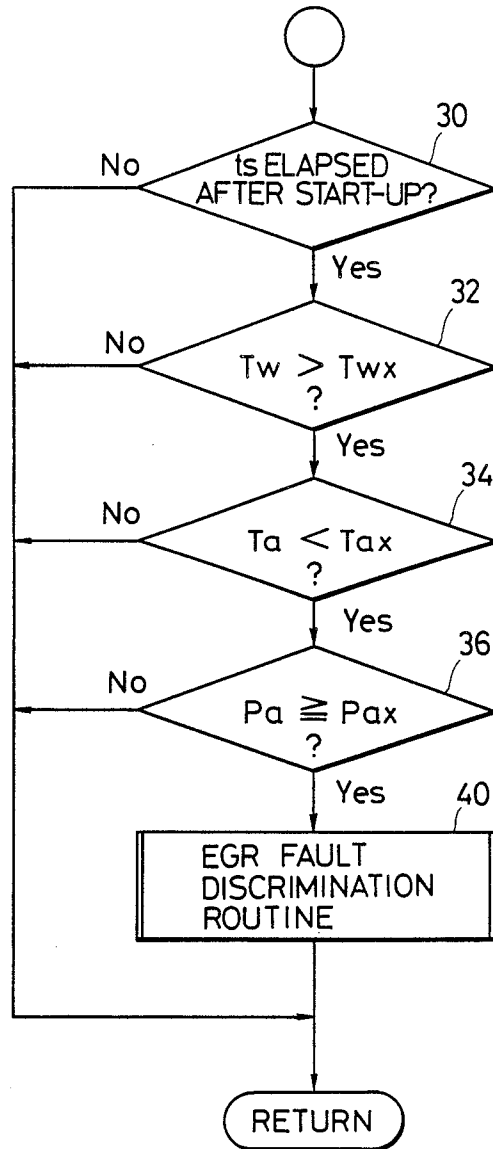 30
No
ts ELAPSED
AFTER START-UP?
Yes
32
No
Tw > Twx
?
Yes
34
No
Ta < Tax
?
Yes
36
No
Pa ≧ Pax
?
Yes
40
EGR FAULT
DISCRIMINATION
ROUTINE
RETURN